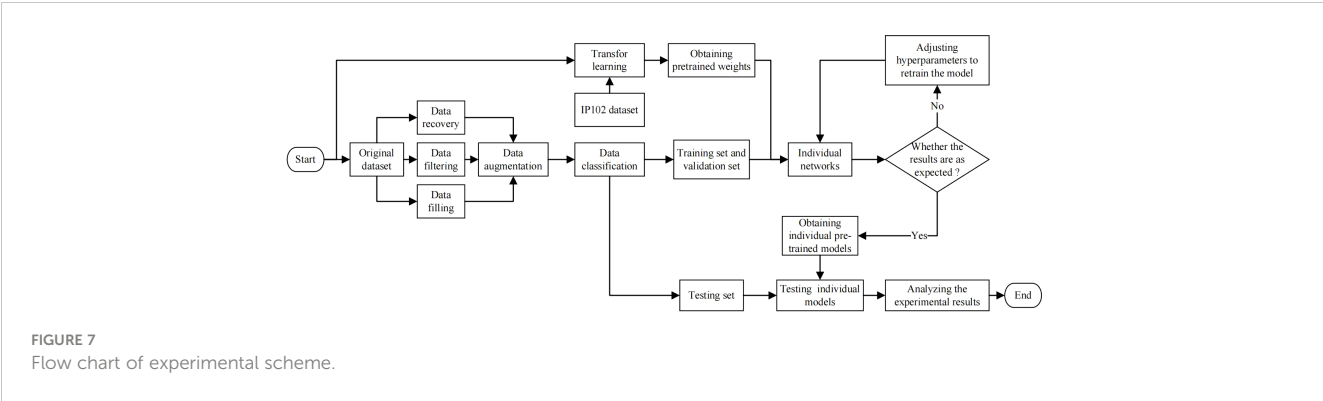 Transfor
learning
Obtaining
pretrained weights
Adjusting
hyperparameters to
retrain the model
IP102 dataset
No
Data
recovery
Start
Original
dataset
Data
filtering
Data
augmentation
Data
classification
Training set and
validation set
Individual
networks
Whether the
results are as
expected ?
Data
filling
Obtaining
individual pre-
trained models
Yes
Testing set
Testing individual
models
Analyzing the
experimental results
End
FIGURE 7
Flow chart of experimental scheme.